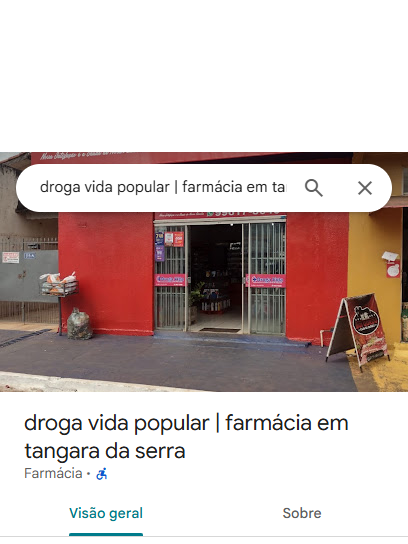 droga vida popular | farmácia em ta
droga vida popular | farmácia em
tangara da serra
Farmácia ·
Visão geral
Sobre